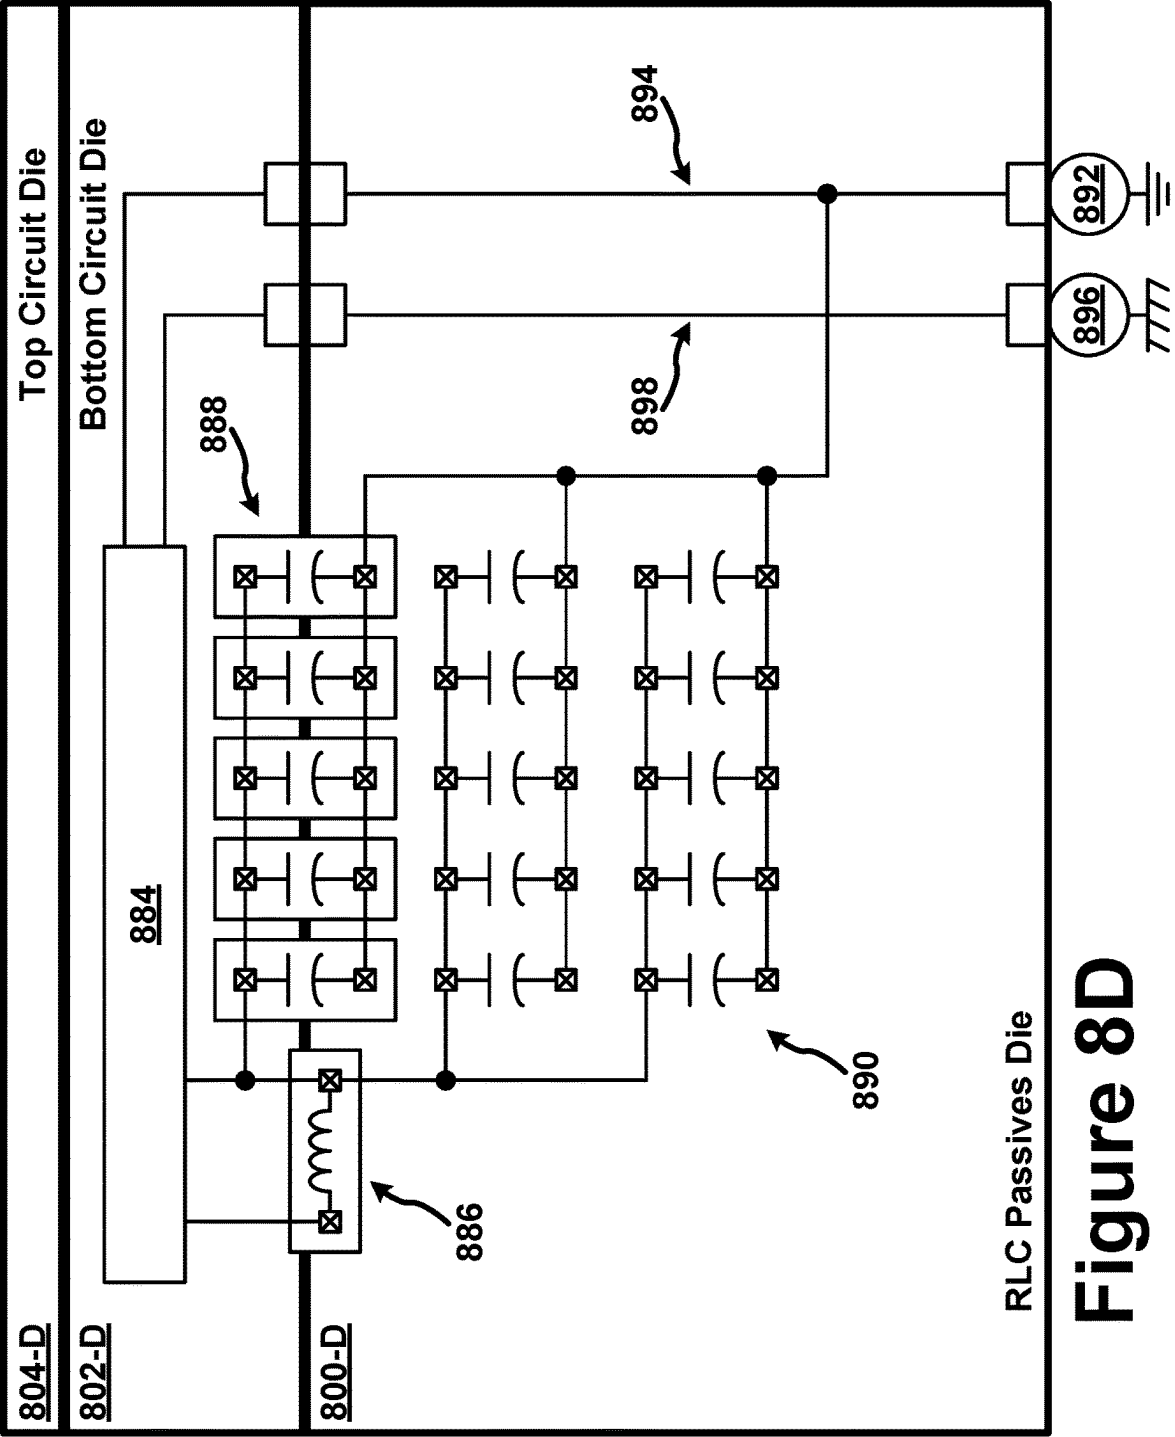 804-D
Top Circuit Die
802-D
Bottom Circuit Die
884
888
894
898
892
896
886
890
800-D
RLC Passives Die
Figure 8D